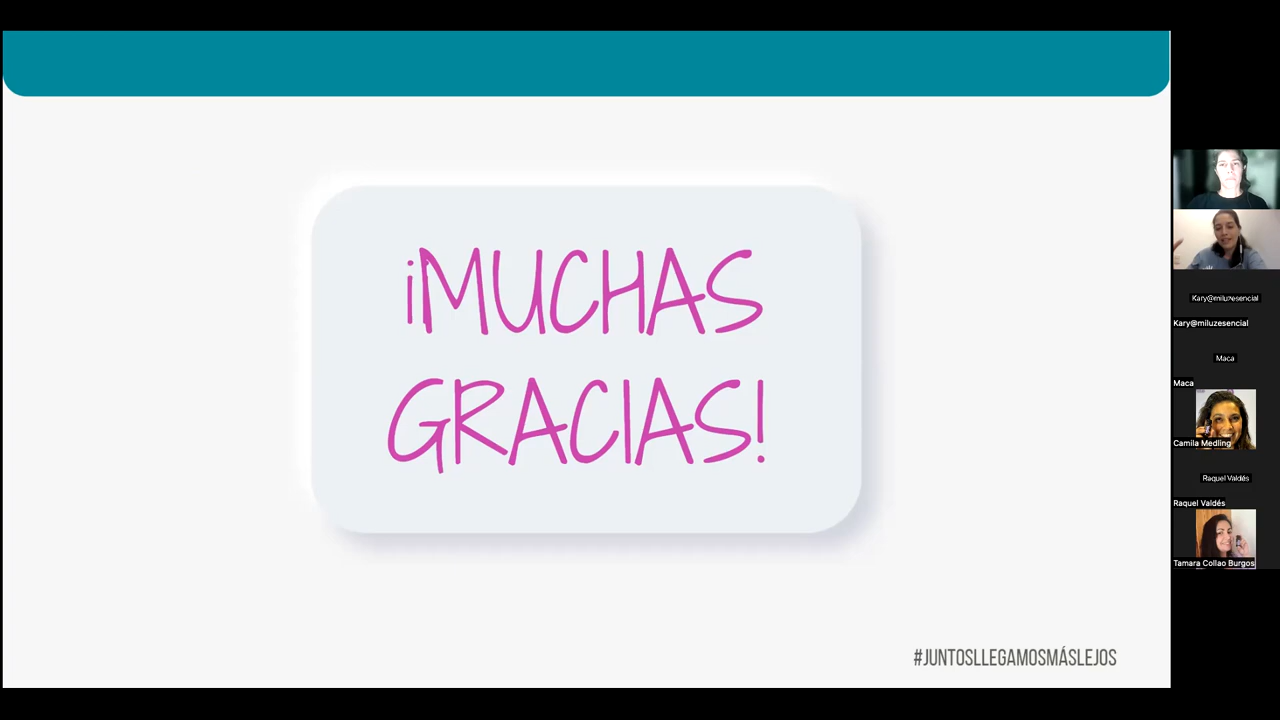 ¡MUCHAS
GRACIAS!
#JUNTOSLLEGAMOSMÁSLEJOS
Kary@miluzesencial
Kary@miluzesencial
Maca
Maca
Camila Medling
Raquel Valdés
Raquel Valdés
Tamara Collao Burgos